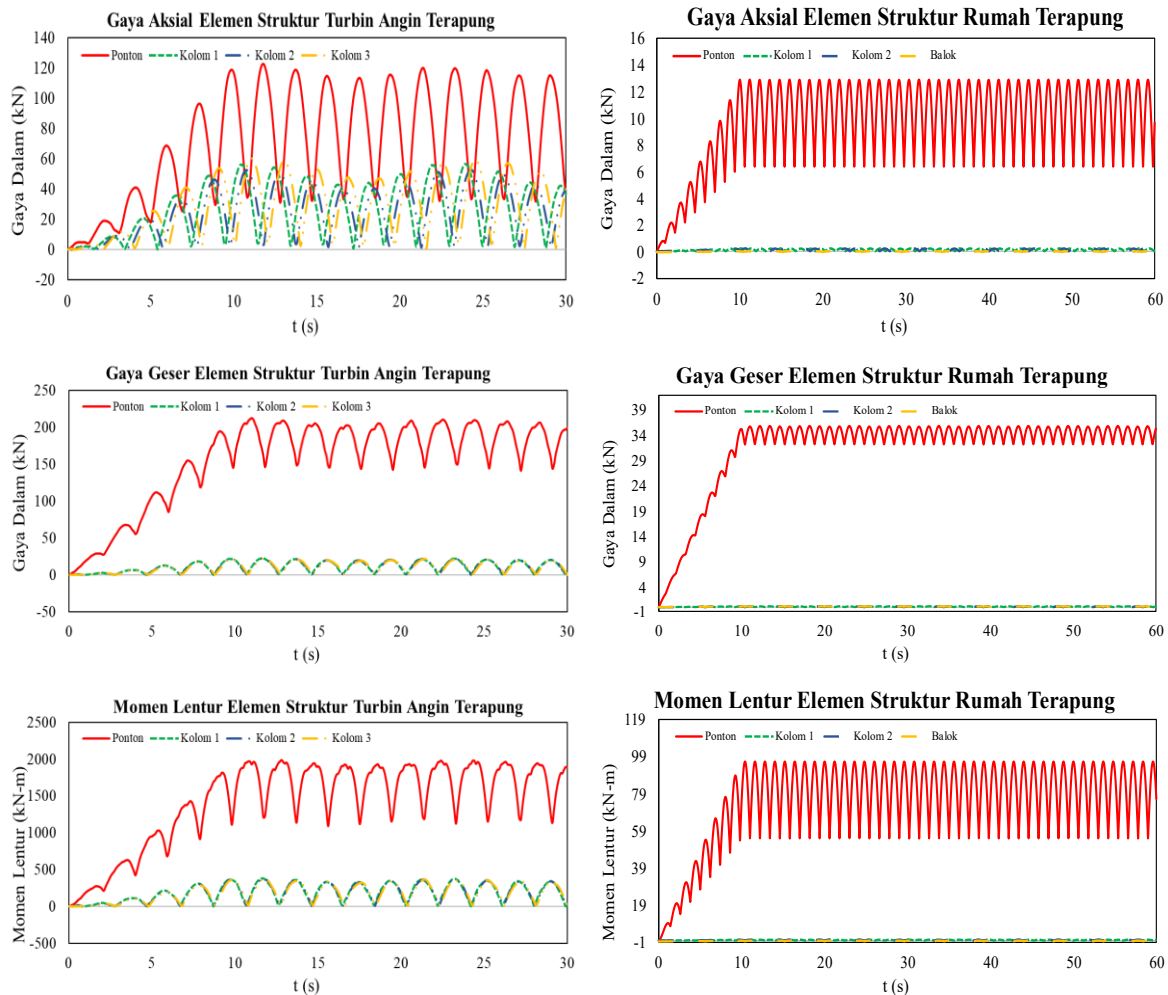 Gaya Aksial Elemen Struktur Turbin Angin Terapung
140
120
100
80
60
40
20
0
-20
Gaya Dalam (kN)
Ponton Kolom 1 Kolom 2 Kolom 3
0 5 10 15 20 25 30
t (s)
Gaya Aksial Elemen Struktur Rumah Terapung
16
14
12
10
8
6
4
2
0
-2
Gaya Dalam (kN)
Ponton Kolom 1 Kolom 2 Balok
0 10 20 30 40 50 60
t (s)
Gaya Geser Elemen Struktur Turbin Angin Terapung
250
200
150
100
50
0
-50
Gaya Dalam (kN)
Ponton Kolom 1 Kolom 2 Kolom 3
0 5 10 15 20 25 30
t (s)
Gaya Geser Elemen Struktur Rumah Terapung
39
34
29
24
19
14
9
4
-1
Gaya Dalam (kN)
Ponton Kolom 1 Kolom 2 Balok
0 10 20 30 40 50 60
t (s)
Momen Lentur Elemen Struktur Turbin Angin Terapung
2500
2000
1500
1000
500
0
-500
Momen Lentur (kN-m)
Ponton Kolom 1 Kolom 2 Kolom 3
0 5 10 15 20 25 30
t (s)
Momen Lentur Elemen Struktur Rumah Terapung
119
99
79
59
39
19
-1
Momen Lentur (kN-m)
Ponton Kolom 1 Kolom 2 Balok
0 10 20 30 40 50 60
t (s)